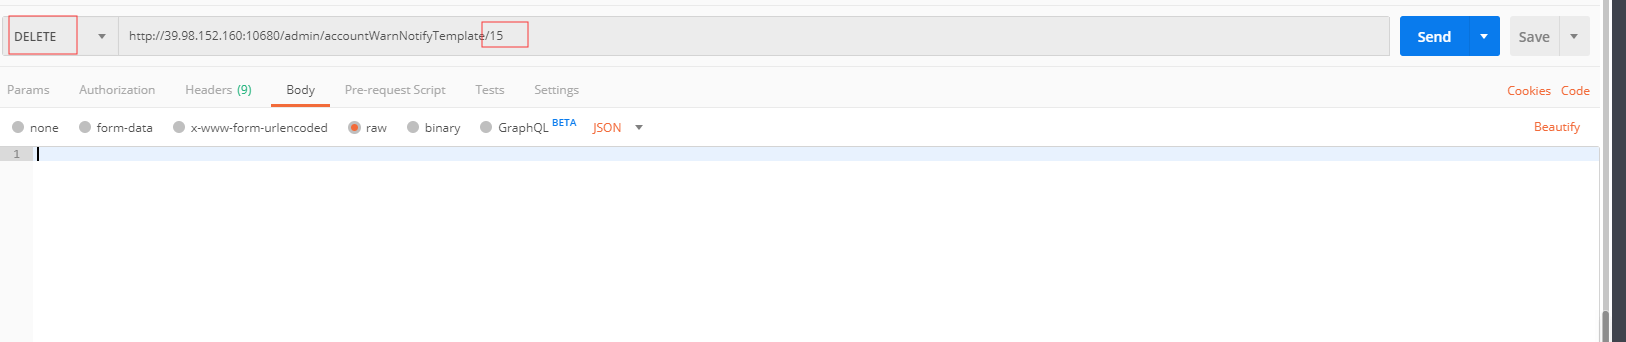 DELETE http://39.98.152.160:10680/admin/accountWarnNotifyTemplate/15 Send Save
Params Authorization Headers (9) Body Pre-request Script Tests Settings Cookies Code
none form-data x-www-form-urlencoded raw binary GraphQL BETA JSON Beautify
1